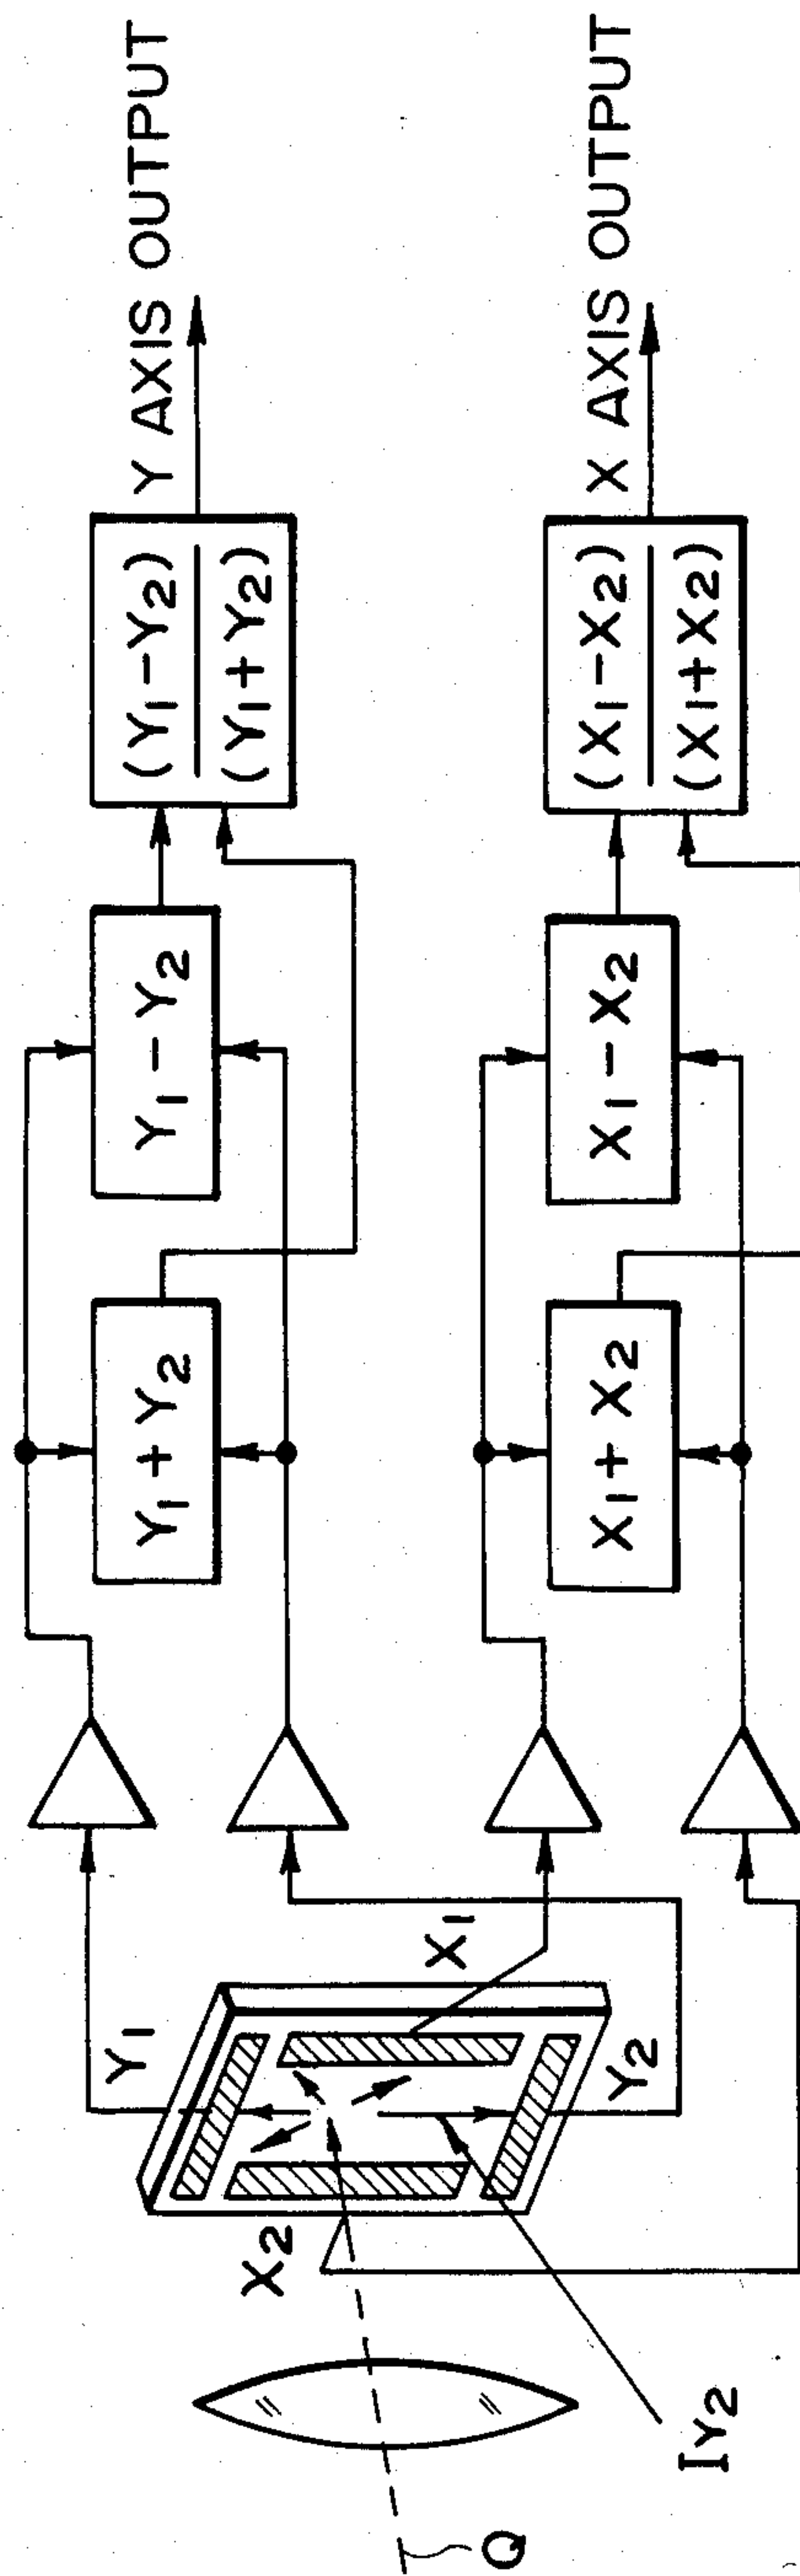 Y1
Y1 + Y2
Y1 - Y2
(Y1 - Y2)
(Y1 + Y2)
Y AXIS OUTPUT
X2
X1
Y2
X1 + X2
X1 - X2
(X1 - X2)
(X1 + X2)
X AXIS OUTPUT
Q
IY2